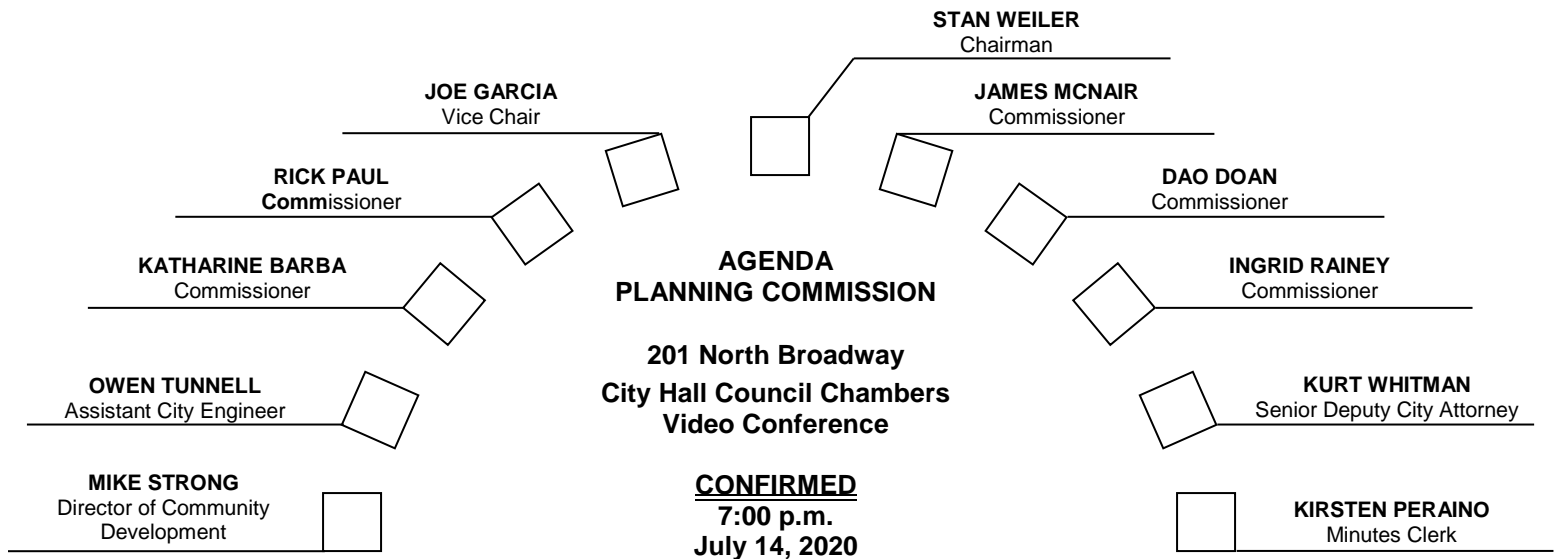 STAN WEILER
Chairman
JOE GARCIA
Vice Chair
JAMES MCNAIR
Commissioner
RICK PAUL
Commissioner
DAO DOAN
Commissioner
KATHARINE BARBA
Commissioner
INGRID RAINEY
Commissioner
OWEN TUNNELL
Assistant City Engineer
KURT WHITMAN
Senior Deputy City Attorney
MIKE STRONG
Director of Community
Development
KIRSTEN PERAINO
Minutes Clerk
AGENDA
PLANNING COMMISSION
201 North Broadway
City Hall Council Chambers
Video Conference
CONFIRMED
7:00 p.m.
July 14, 2020